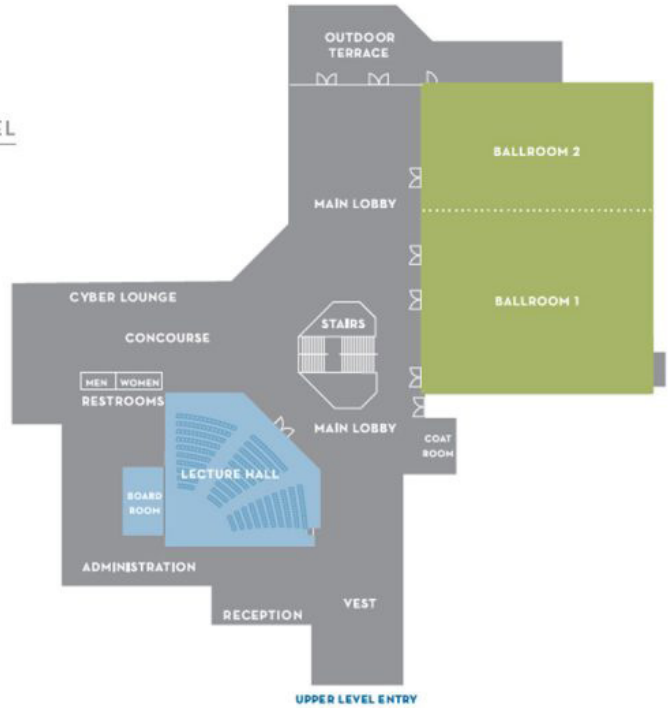 OUTDOOR
TERRACE
EL
BALLROOM 2
MAIN LOBBY
CYBER LOUNGE
BALLROOM 1
STAIRS
CONCOURSE
MEN WOMEN
RESTROOMS
MAIN LOBBY
COAT
ROOM
LECTURE HALL
BOARD
ROOM
ADMINISTRATION
VEST
RECEPTION
UPPER LEVEL ENTRY